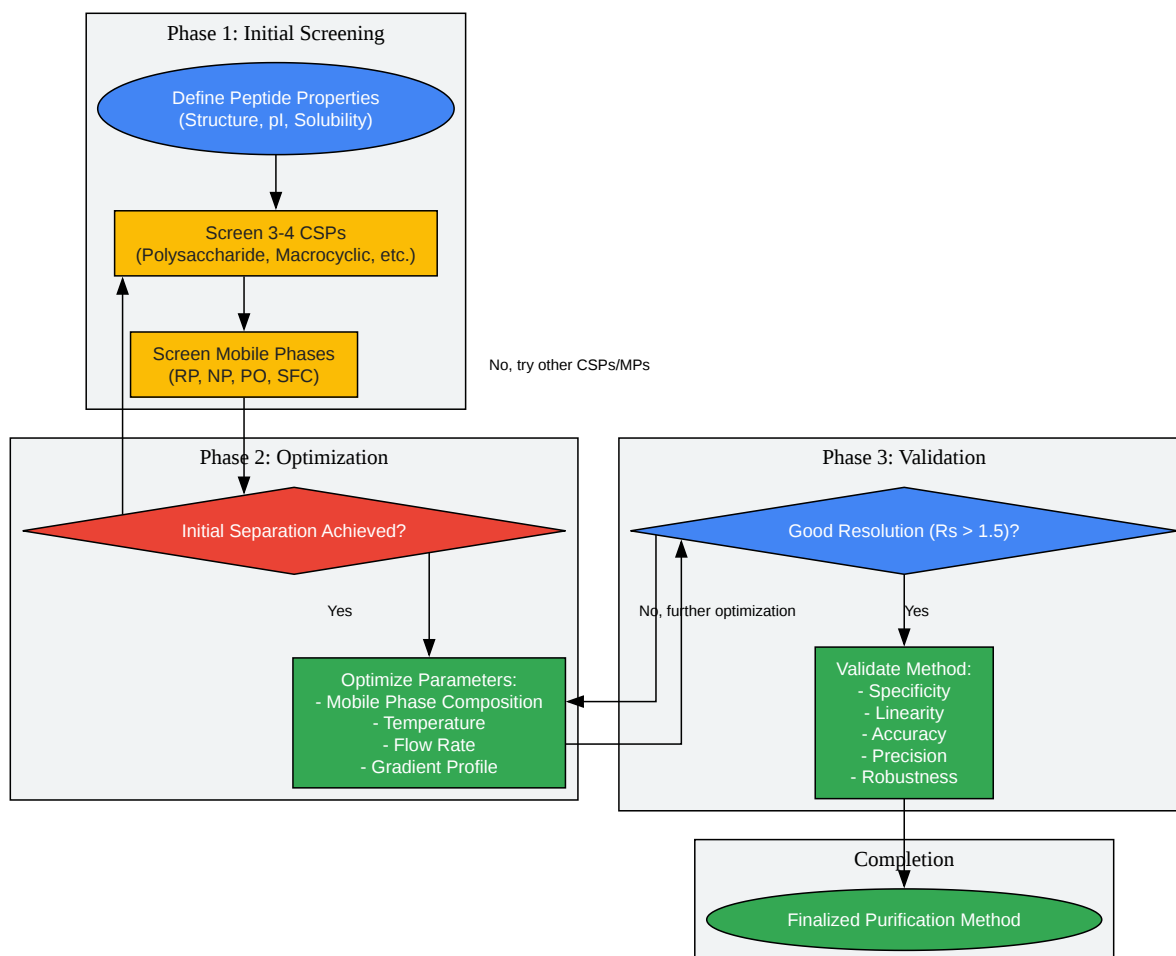 Phase 1: Initial Screening
Define Peptide Properties
(Structure, pI, Solubility)
Screen 3-4 CSPs
(Polysaccharide, Macrocyclic, etc.)
Screen Mobile Phases
(RP, NP, PO, SFC)
No, try other CSPs/MPs
Phase 2: Optimization
Initial Separation Achieved?
Yes
Optimize Parameters:
- Mobile Phase Composition
- Temperature
- Flow Rate
- Gradient Profile
Phase 3: Validation
Good Resolution (Rs > 1.5)?
No, further optimization
Yes
Validate Method:
- Specificity
- Linearity
- Accuracy
- Precision
- Robustness
Completion
Finalized Purification Method